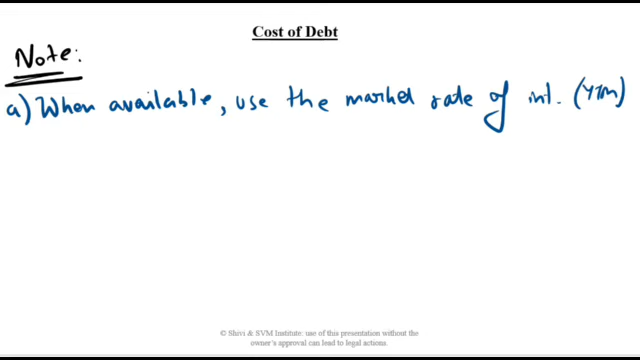 Cost of Debt
Note:
a) When available, use the market rate of int. (YTM)
© Shivi & SVM Institute: use of this presentation without the
owner's approval can lead to legal actions.